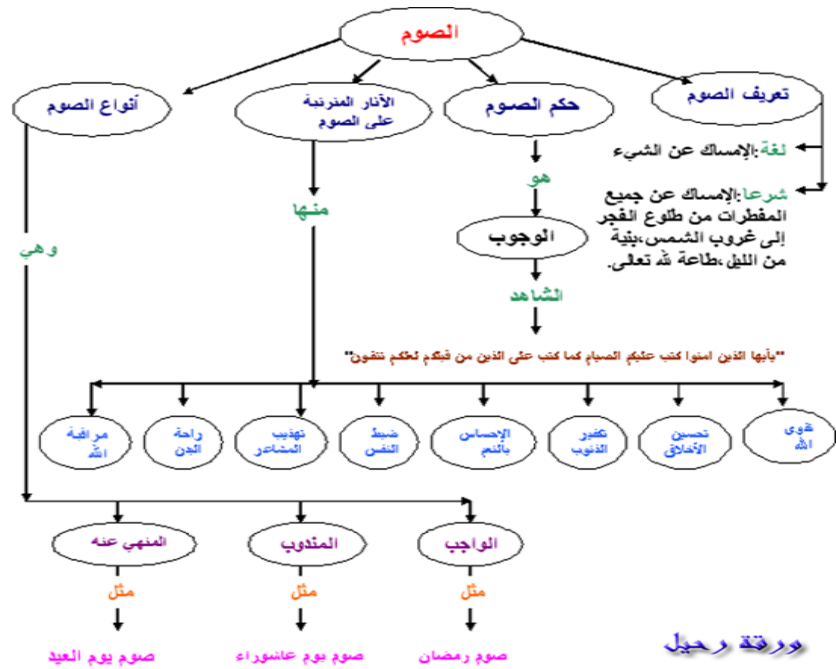 الصوم
تعريف الصوم
حكم الصوم
الآثار المترتبة
على الصوم
أنواع الصوم
لغة:الإمساك عن الشيء
شرعا:الإمساك عن جميع
المفطرات من طلوع الفجر
إلى غروب الشمس،بنية
من الليل،طاعة لله تعالى.
هو
الوجوب
الشاهد
"يأيها الذين امنوا كتب عليكم الصيام كما كتب على الذين من قبلكم لعلكم تتقون"
منها
تقوى
الله
تحسين
الأخلاق
تكفير
الذنوب
الإحساس
بالنعم
ضبط
النفس
تهذيب
المشاعر
راحة
البدن
مراقبة
الله
وهي
الواجب
المندوب
المنهي عنه
مثل
مثل
مثل
صوم رمضان
صوم يوم عاشوراء
صوم يوم العيد
ورقة رحيل